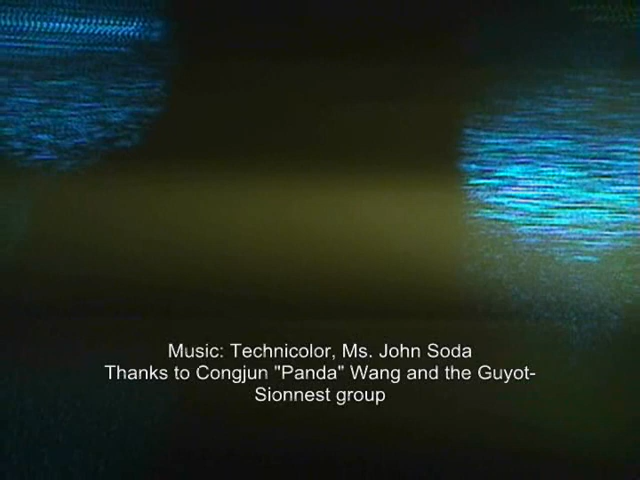 Music: Technicolor, Ms. John Soda
Thanks to Congjun "Panda" Wang and the Guyot-
Sionnest group